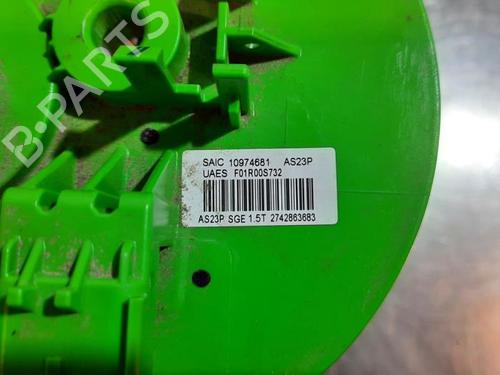 B-PARTS
SAIC 10974681 AS23P
UAES F01R00S732
AS23P SGE 1.5T 2742863683